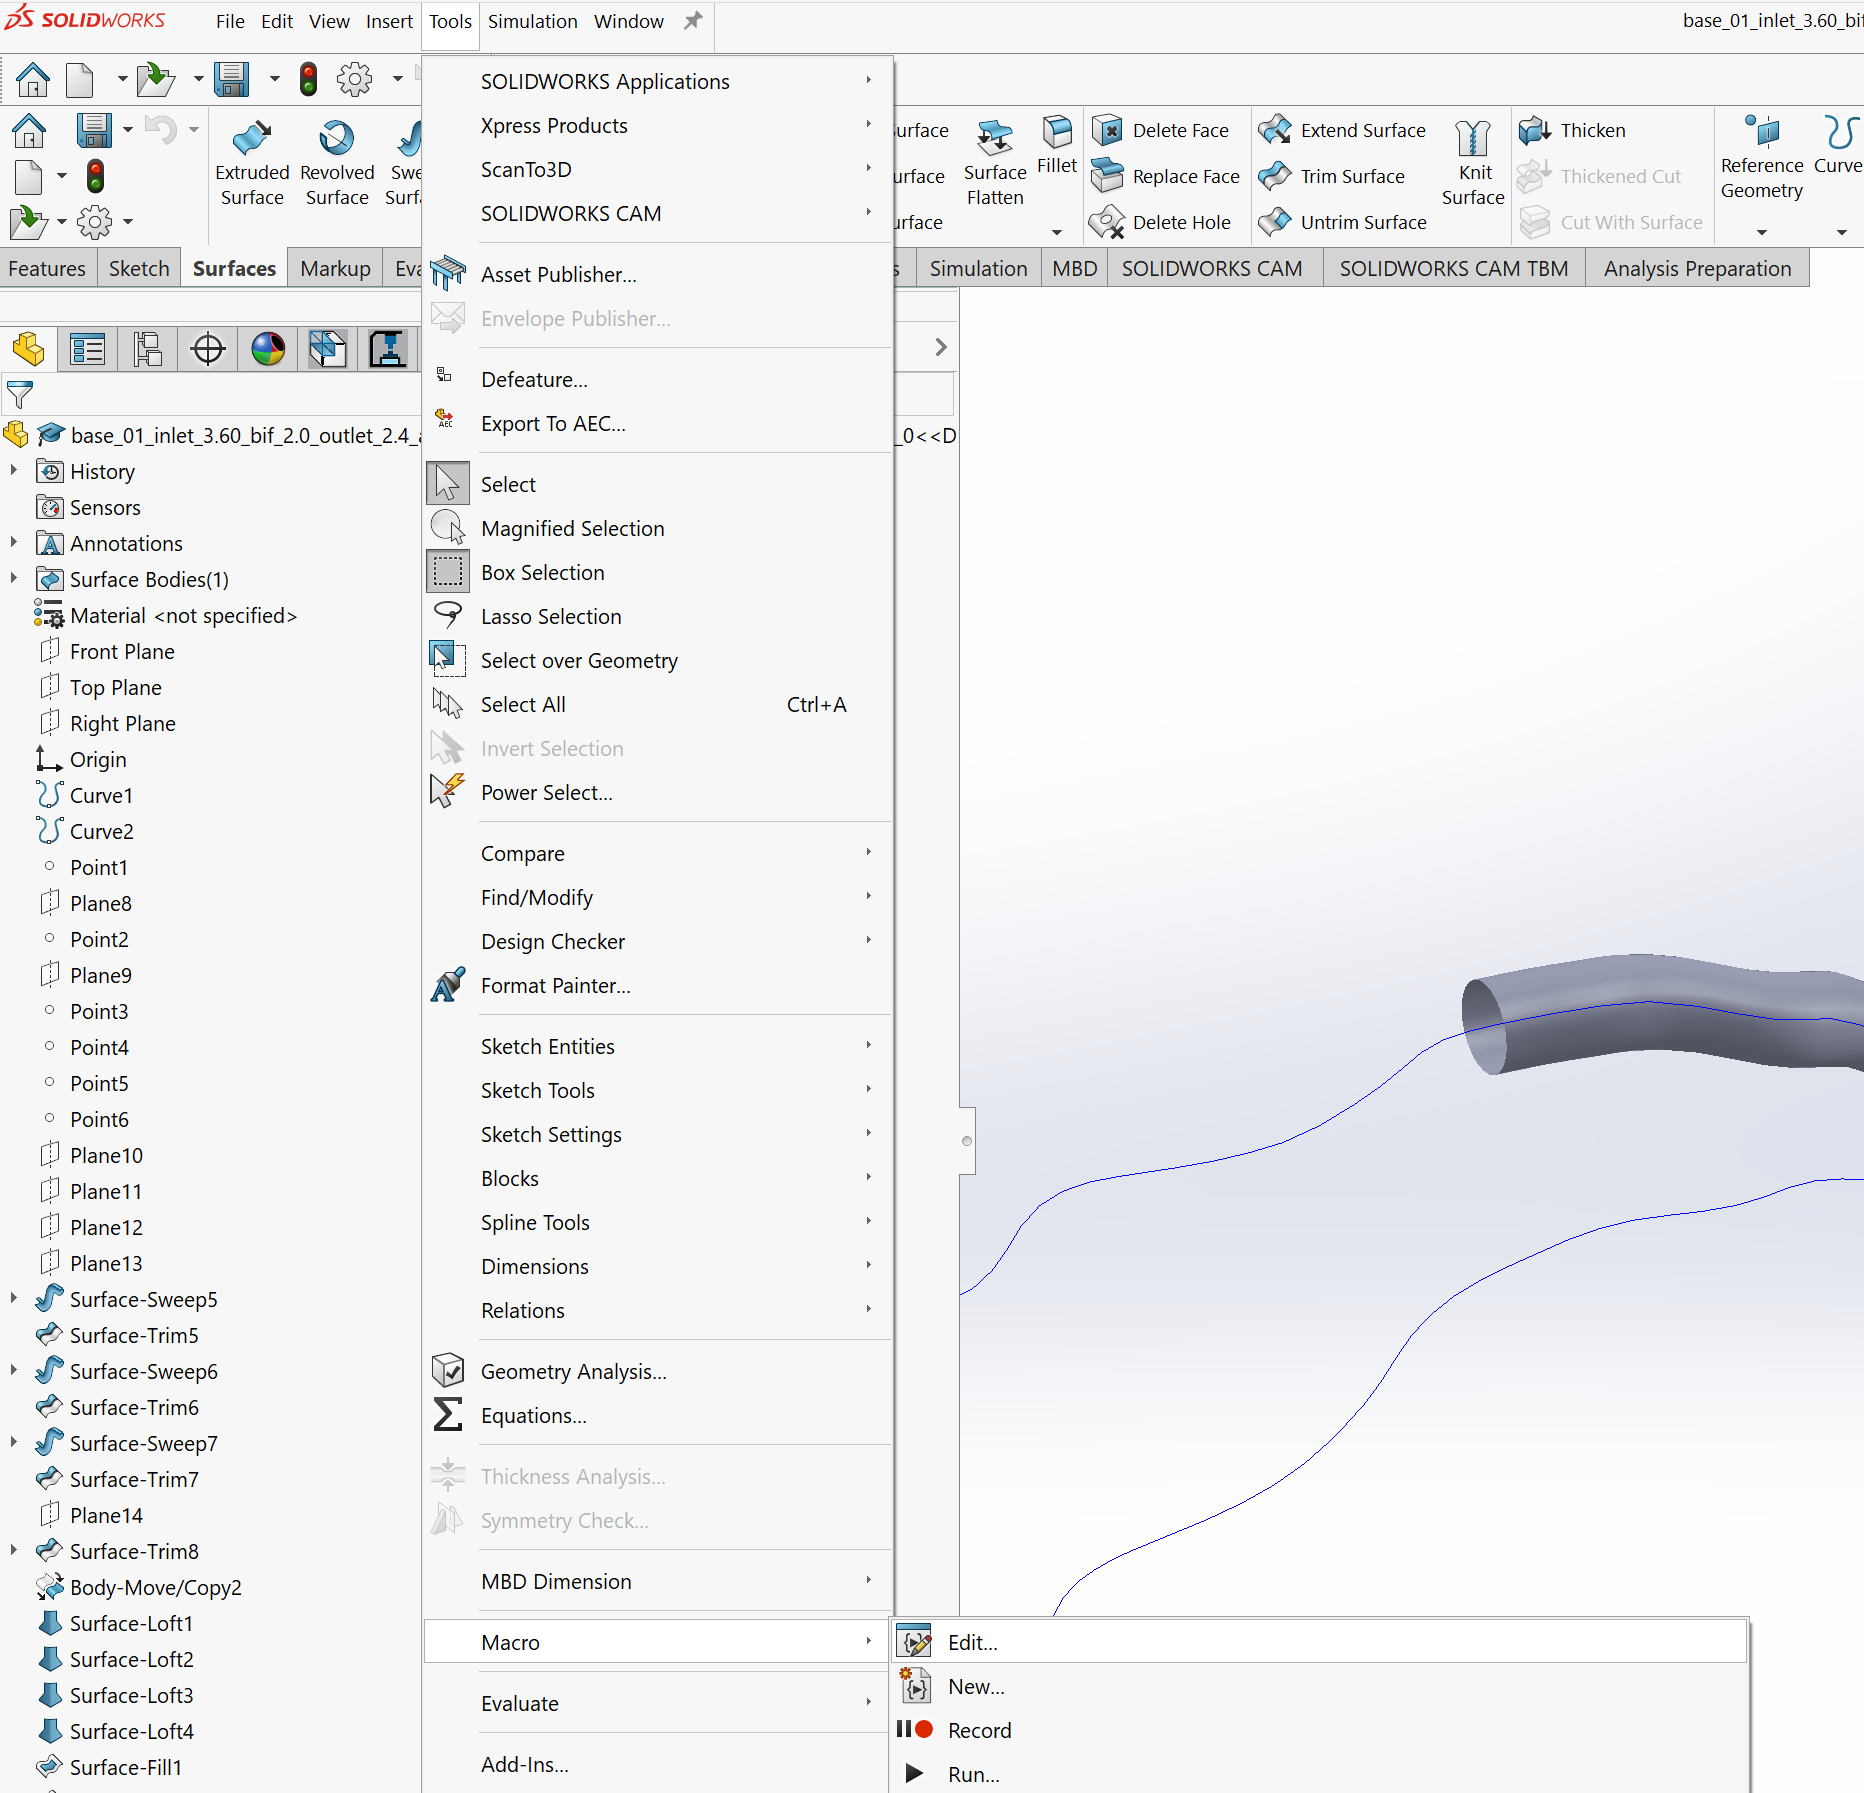 SOLIDWORKS File Edit View Insert Tools Simulation Window base_01_inlet_3.60_bif
Extruded Surface
Revolved Surface
Swe
Surf
urface
urface
urface
Surface Flatten
Fillet
Delete Face
Replace Face
Delete Hole
Extend Surface
Trim Surface
Untrim Surface
Knit Surface
Thicken
Thickened Cut
Cut With Surface
Reference Geometry
Curve
Features Sketch Surfaces Markup Eva s Simulation MBD SOLIDWORKS CAM SOLIDWORKS CAM TBM Analysis Preparation
base_01_inlet_3.60_bif_2.0_outlet_2.4_a _0<<D
History
Sensors
Annotations
Surface Bodies(1)
Material <not specified>
Front Plane
Top Plane
Right Plane
Origin
Curve1
Curve2
Point1
Plane8
Point2
Plane9
Point3
Point4
Point5
Point6
Plane10
Plane11
Plane12
Plane13
Surface-Sweep5
Surface-Trim5
Surface-Sweep6
Surface-Trim6
Surface-Sweep7
Surface-Trim7
Plane14
Surface-Trim8
Body-Move/Copy2
Surface-Loft1
Surface-Loft2
Surface-Loft3
Surface-Loft4
Surface-Fill1
SOLIDWORKS Applications
Xpress Products
ScanTo3D
SOLIDWORKS CAM
Asset Publisher...
Envelope Publisher...
Defeature...
AEC
Export To AEC...
Select
Magnified Selection
Box Selection
Lasso Selection
Select over Geometry
Select All Ctrl+A
Invert Selection
Power Select...
Compare
Find/Modify
Design Checker
Format Painter...
Sketch Entities
Sketch Tools
Sketch Settings
Blocks
Spline Tools
Dimensions
Relations
Geometry Analysis...
Equations...
Thickness Analysis...
Symmetry Check...
MBD Dimension
Macro
Evaluate
Add-Ins...
Edit...
New...
Record
Run...